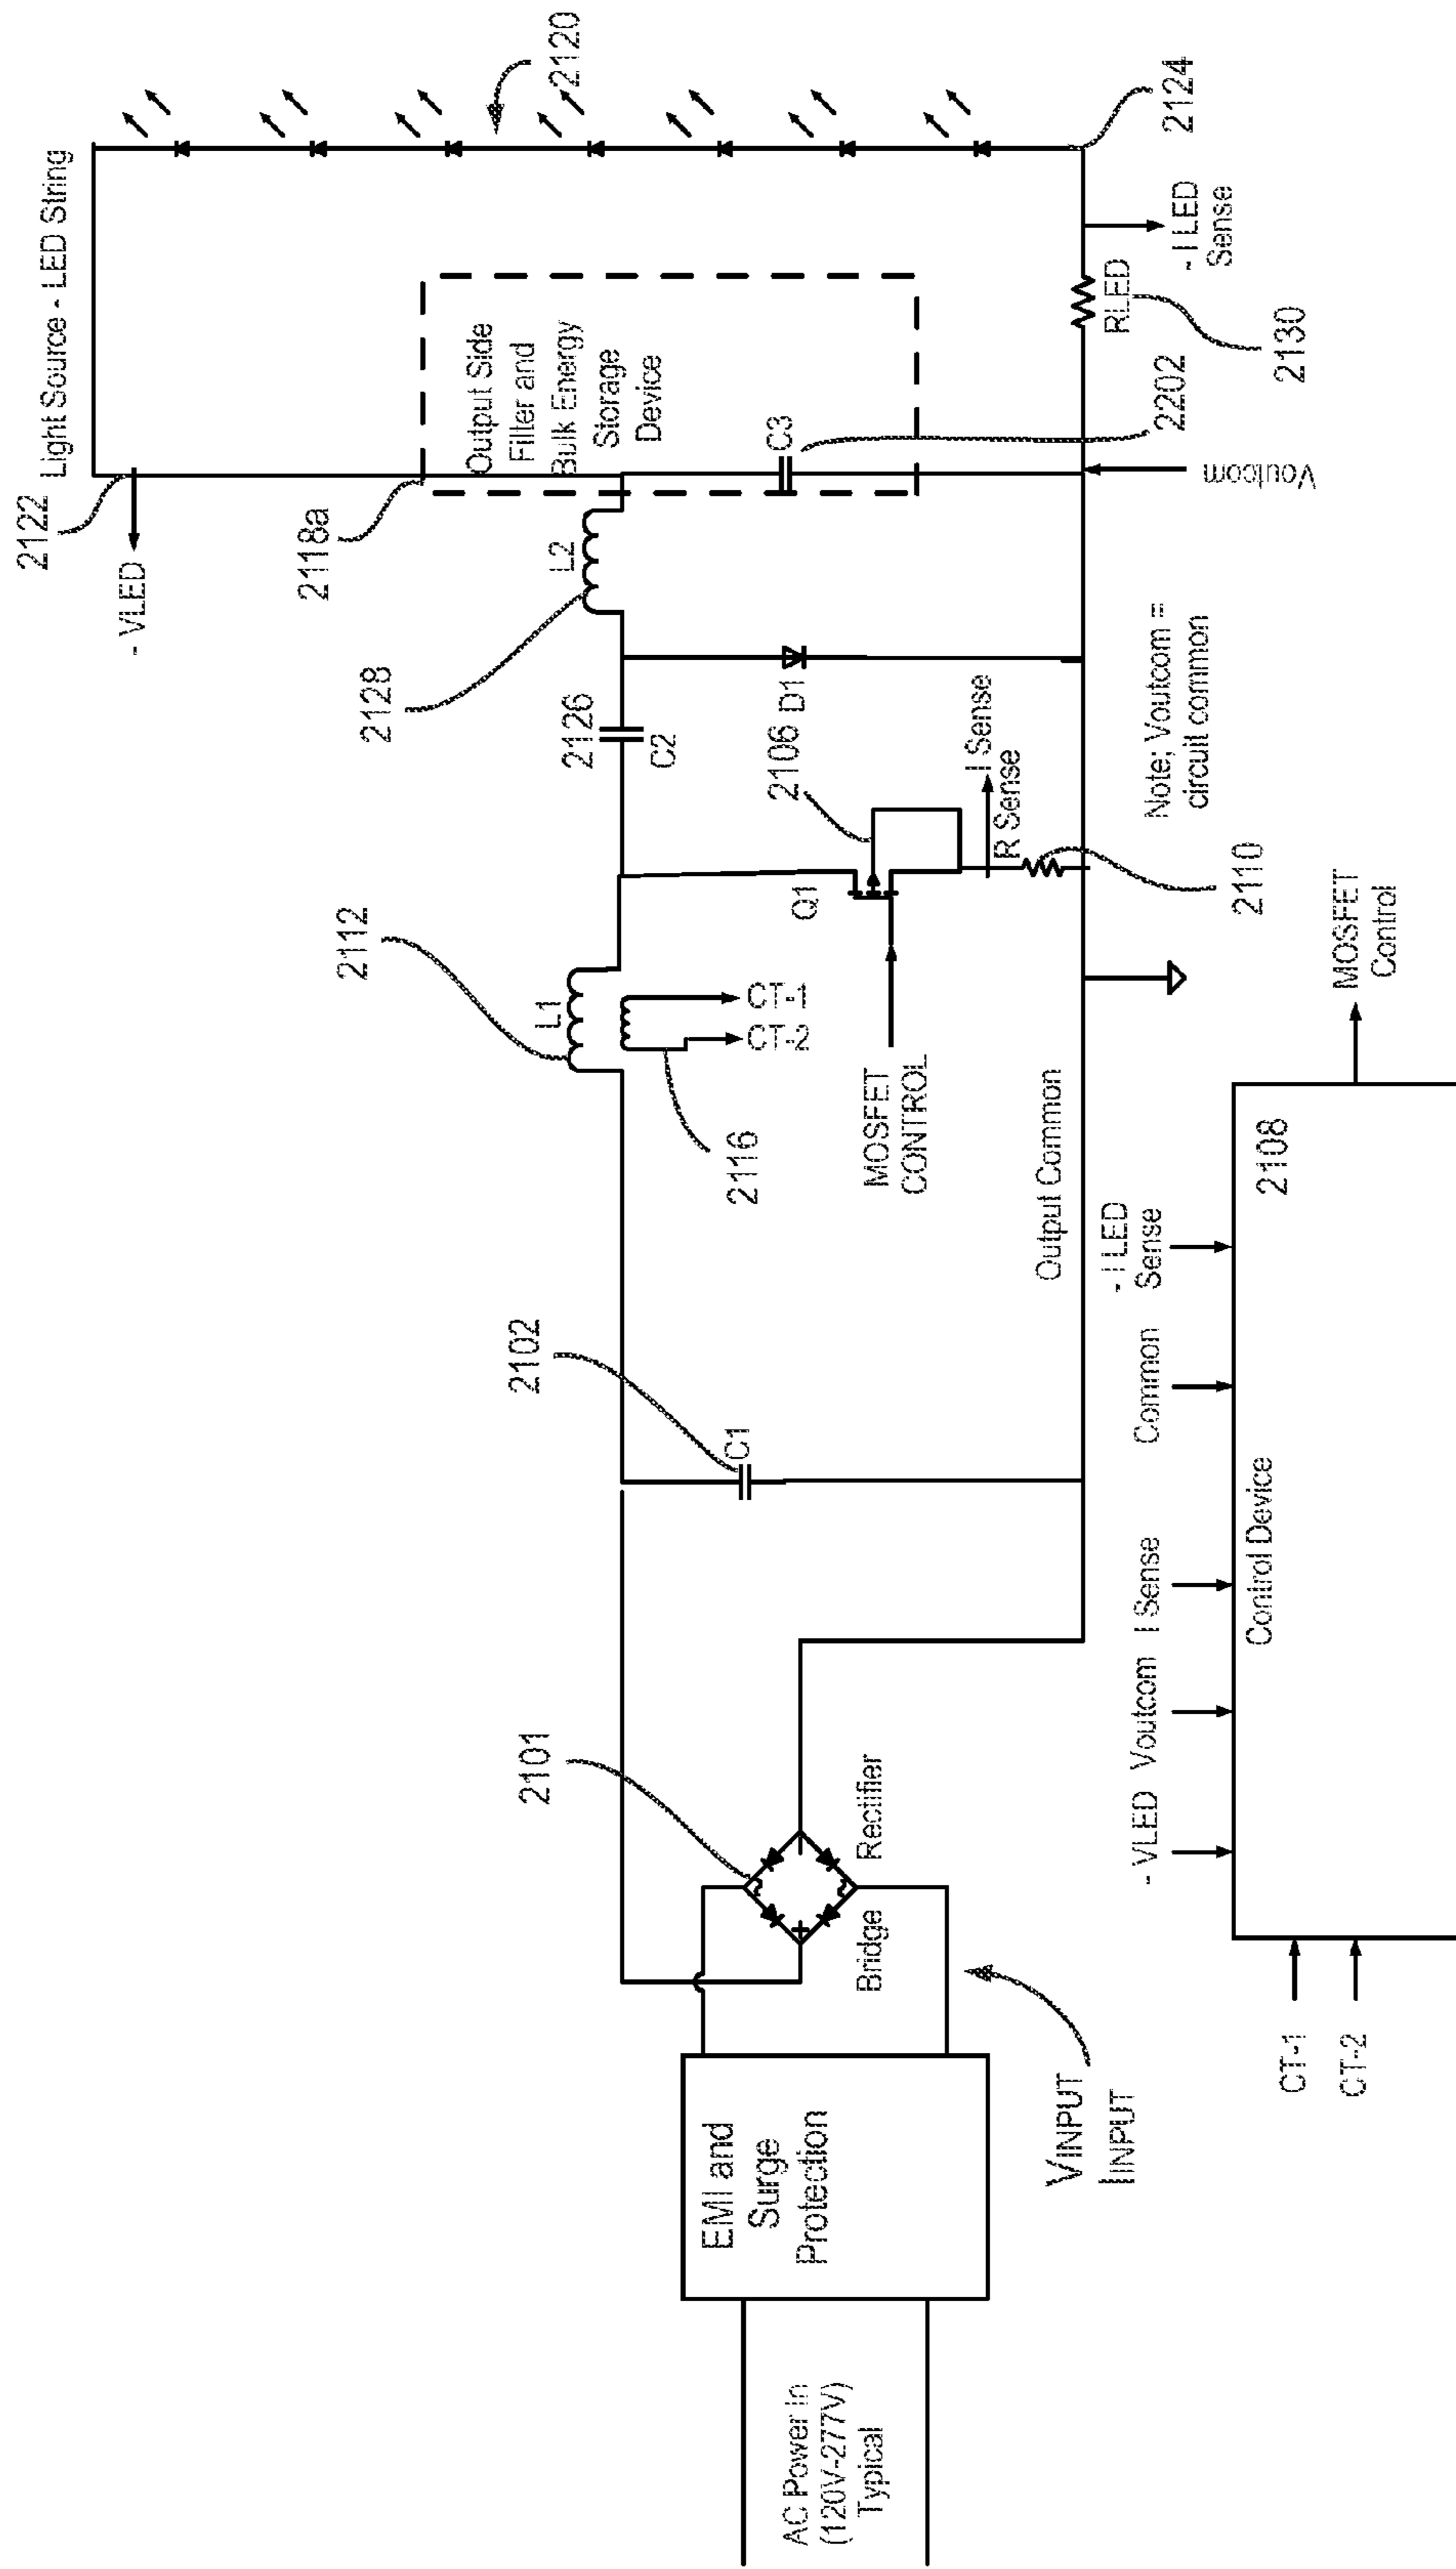 Light Source - LED String
2120
2122
- VLED
2118a
Output Side
Filter and
Bulk Energy
Storage
Device
C3
2202
Voutcom
RLED
2130
- I LED
Sense
2124
L2
2128
2126
C2
D1
2106
Q1
I Sense
R Sense
2110
Note; Voutcom =
circuit common
L1
2112
CT-1
CT-2
2116
MOSFET
CONTROL
Output Common
2102
C1
2101
Bridge
Rectifier
EMI and
Surge
Protection
VINPUT
IINPUT
AC Power In
(120V-277V)
Typical
- VLED
Voutcom
I Sense
Common
- I LED
Sense
Control Device
2108
CT-1
CT-2
MOSFET
Control